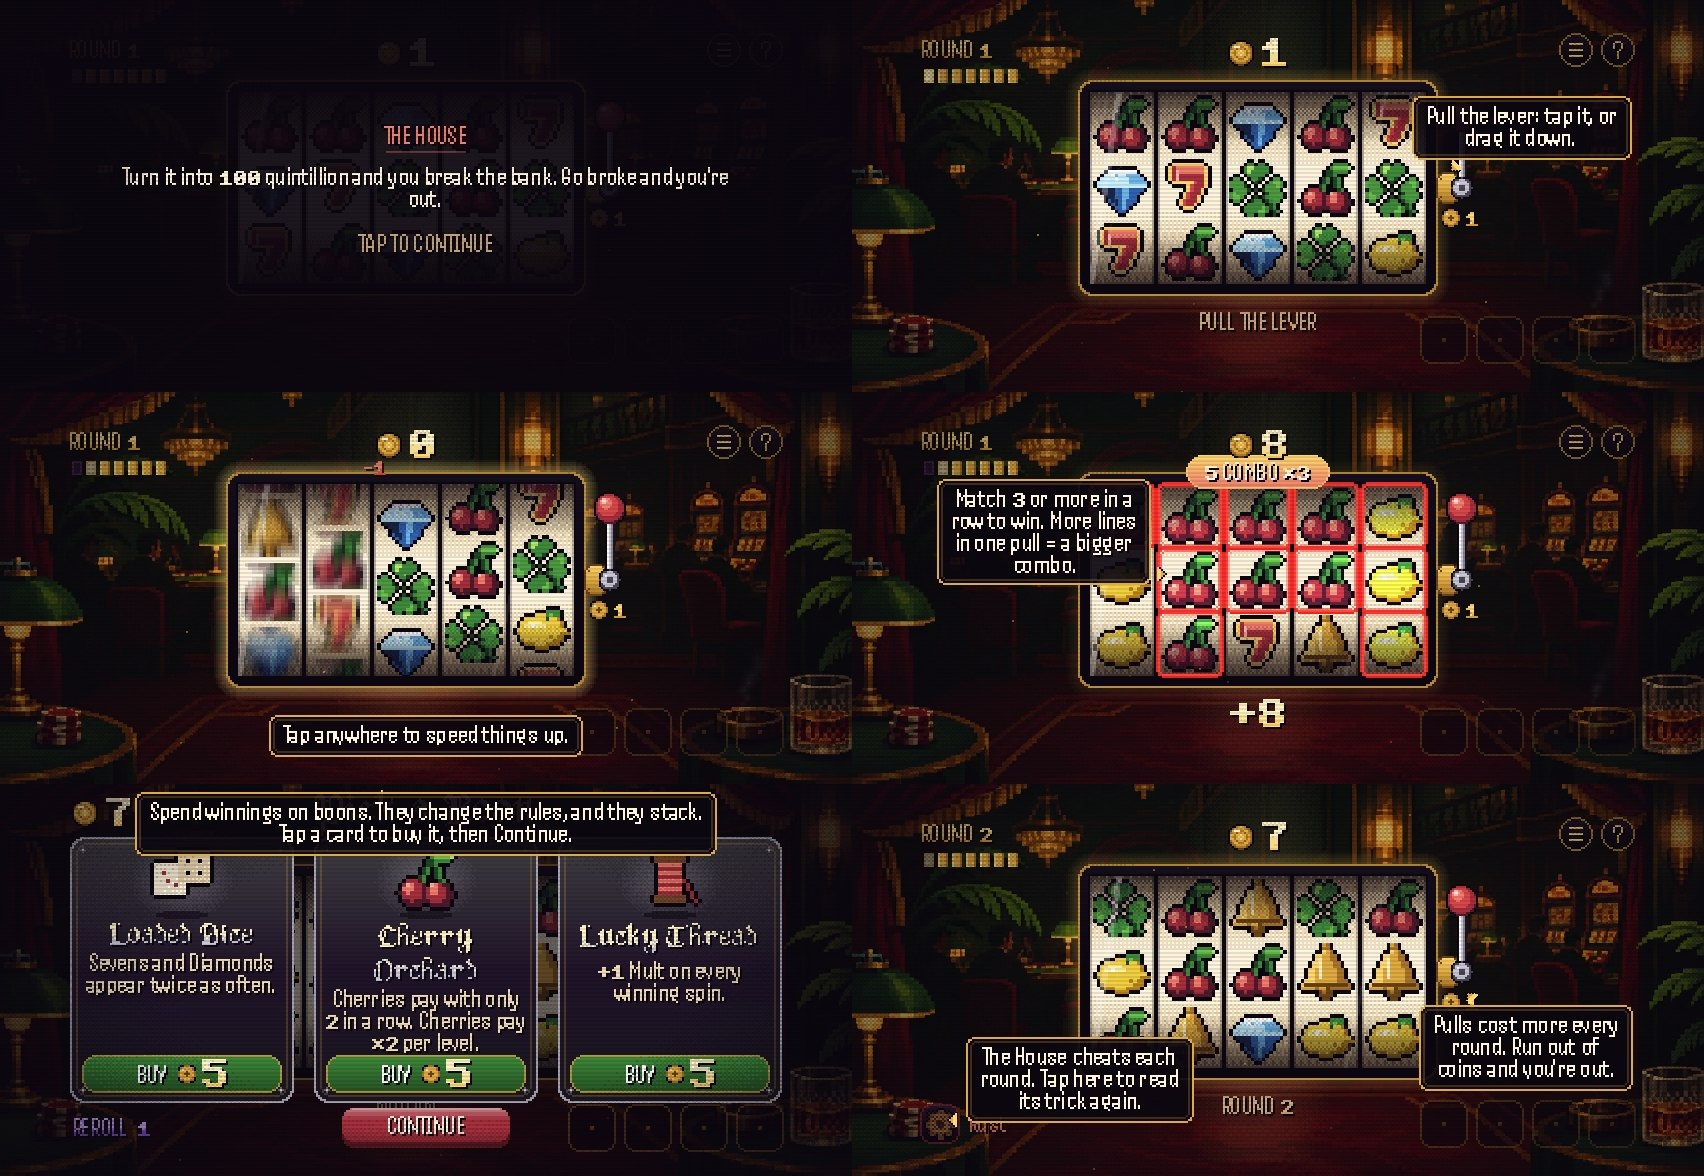 ROUND 1
1
?
THE HOUSE
Turn it into 100 quintillion and you break the bank. Go broke and you're
out.
TAP TO CONTINUE
1
ROUND 1
1
?
Pull the lever: tap it, or
drag it down.
1
PULL THE LEVER
ROUND 1
0
-1
?
1
Tap anywhere to speed things up.
ROUND 1
8
?
5 COMBO x3
Match 3 or more in a
row to win. More lines
in one pull = a bigger
combo.
1
+8
7
Spend winnings on boons. They change the rules, and they stack.
Tap a card to buy it, then Continue.
Loaded Dice
Sevens and Diamonds
appear twice as often.
BUY 5
Cherry
Orchard
Cherries pay with only
2 in a row. Cherries pay
x2 per level.
BUY 5
Lucky Thread
+1 Mult on every
winning spin.
BUY 5
REROLL 1
CONTINUE
ROUND 2
7
?
The House cheats each
round. Tap here to read
its trick again.
Pulls cost more every
round. Run out of
coins and you're out.
ROUND 2